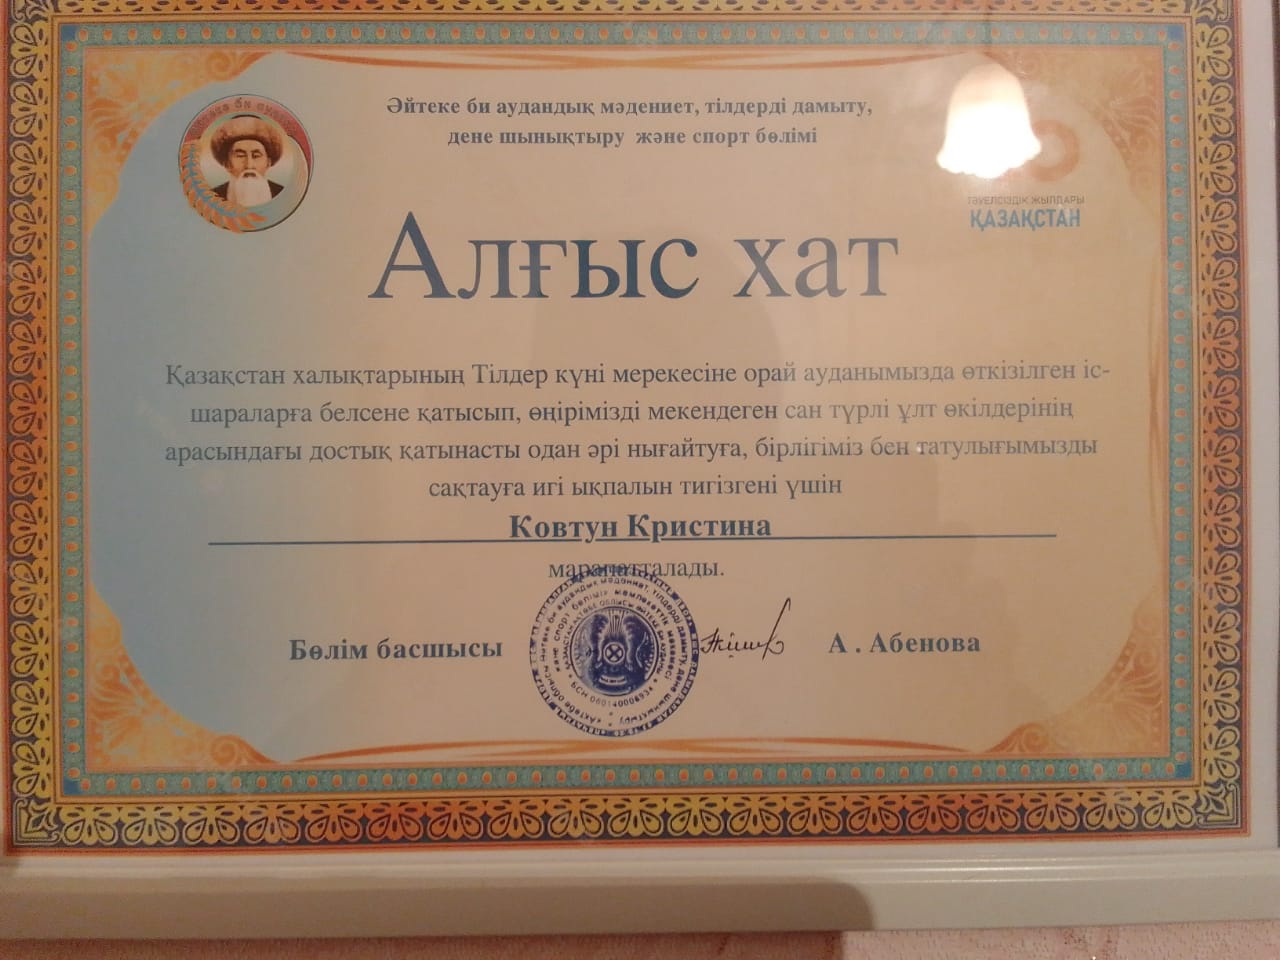 Әйтеке би аудандық мәдениет, тілдерді дамыту,
дене шынықтыру және спорт бөлімі
ТӘУЕЛСІЗДІК ЖЫЛДАРЫ
ҚАЗАҚСТАН
Алғыс хат
Қазақстан халықтарының Тілдер күні мерекесіне орай ауданымызда өткізілген іс-
шараларға белсене қатысып, өңірімізді мекендеген сан түрлі ұлт өкілдерінің
арасындағы достық қатынасты одан әрі нығайтуға, бірлігіміз бен татулығымызды
сақтауға игі ықпалын тигізгені үшін
Ковтун Кристина
марапатталады.
Бөлім басшысы
А . Абенова